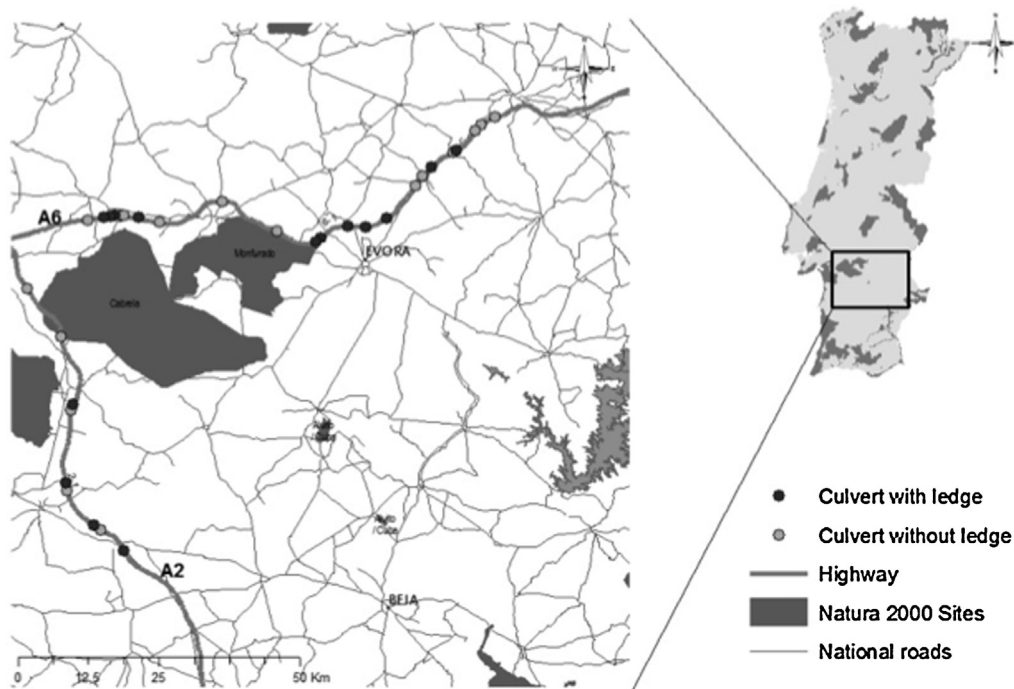 A6
Monfurado
EVORA
Cabrela
A2
BEJA
0 12.5 25 50 Km
Culvert with ledge
Culvert without ledge
Highway
Natura 2000 Sites
National roads